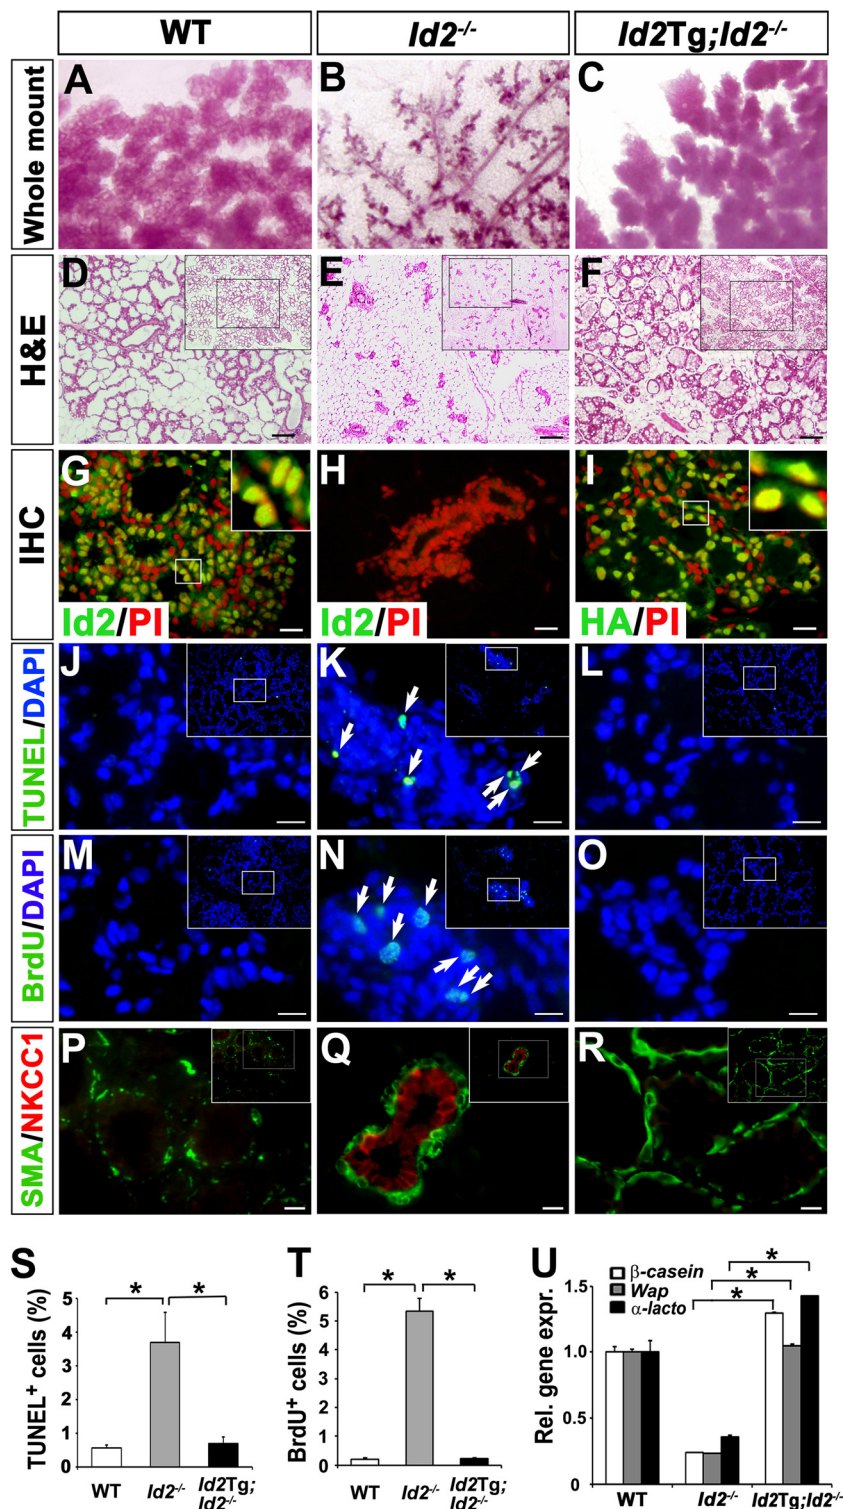 WT
Id2-/-
Id2Tg;Id2-/-
Whole mount
A
B
C
H&E
D
E
F
IHC
G
Id2/PI
H
Id2/PI
I
HA/PI
TUNEL/DAPI
J
K
L
BrdU/DAPI
M
N
O
SMA/NKCC1
P
Q
R
S
TUNEL+ cells (%)
5
4
3
2
1
0
*
*
WT
Id2-/-
Id2Tg;
Id2-/-
T
BrdU+ cells (%)
6
5
4
3
2
1
0
*
*
WT
Id2-/-
Id2Tg;
Id2-/-
U
Rel. gene expr.
β-casein
Wap
α-lacto
1.5
1.0
0.5
0
*
*
*
WT
Id2-/-
Id2Tg;Id2-/-